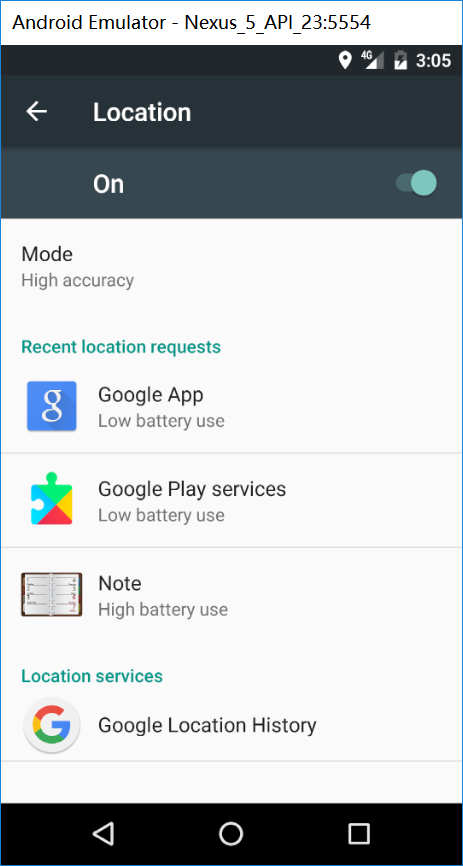 Android Emulator - Nexus_5_API_23:5554
4G 3:05
Location
On
Mode
High accuracy
Recent location requests
g
Google App
Low battery use
Google Play services
Low battery use
Note
High battery use
Location services
G
Google Location History